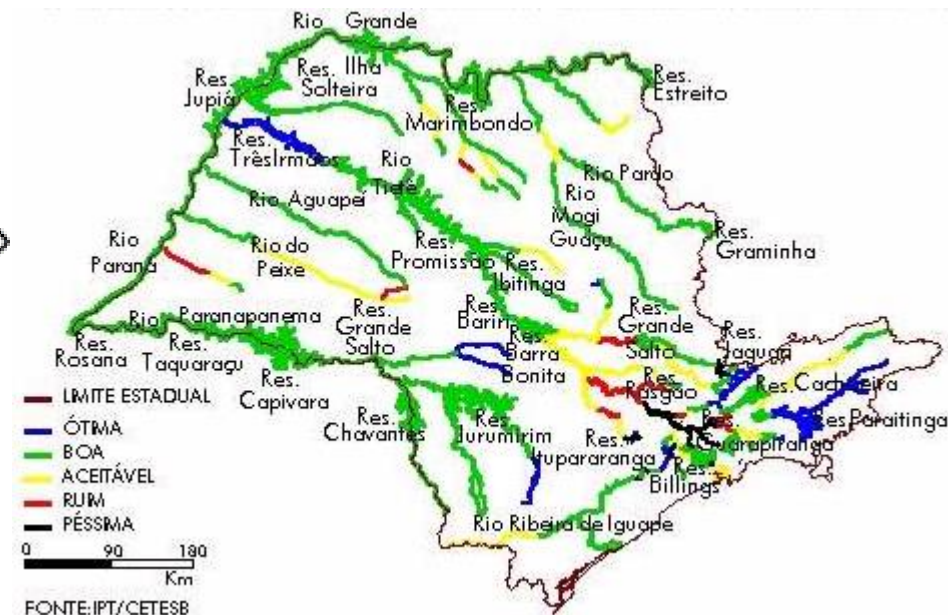 Rio Grande
Res.
Ilha
Solteira
Res.
Jupiá
Res.
Marimbondo
Res.
Estreito
Res.
TrêsIrmãos
Rio
Tietê
Rio Aguapeí
Rio Pardo
Rio
Mogi
Guaçu
Res.
Graminha
Rio
Paraná
Rio do
Peixe
Res.
Promissão
Res.
Ibitinga
Rio Paranapanema
Res.
Rosana
Res.
Taquaraçu
Res.
Capivara
Res.
Grande
Salto
Res.
Bariri
Res.
Barra
Bonita
Res.
Grande
Salto
Res.
Jaguari
Res.
Rasgão
Res.
Cachoeira
Res.
Guarapiranga
Res.Paraitinga
Res.
Chavantes
Res.
Jurumirim
Res.
Itupararanga
Res.
Billings
Rio Ribeira de Iguape
LIMITE ESTADUAL
ÓTIMA
BOA
ACEITÁVEL
RUIM
PÉSSIMA
0 90 180
Km
FONTE:IPT/CETESB